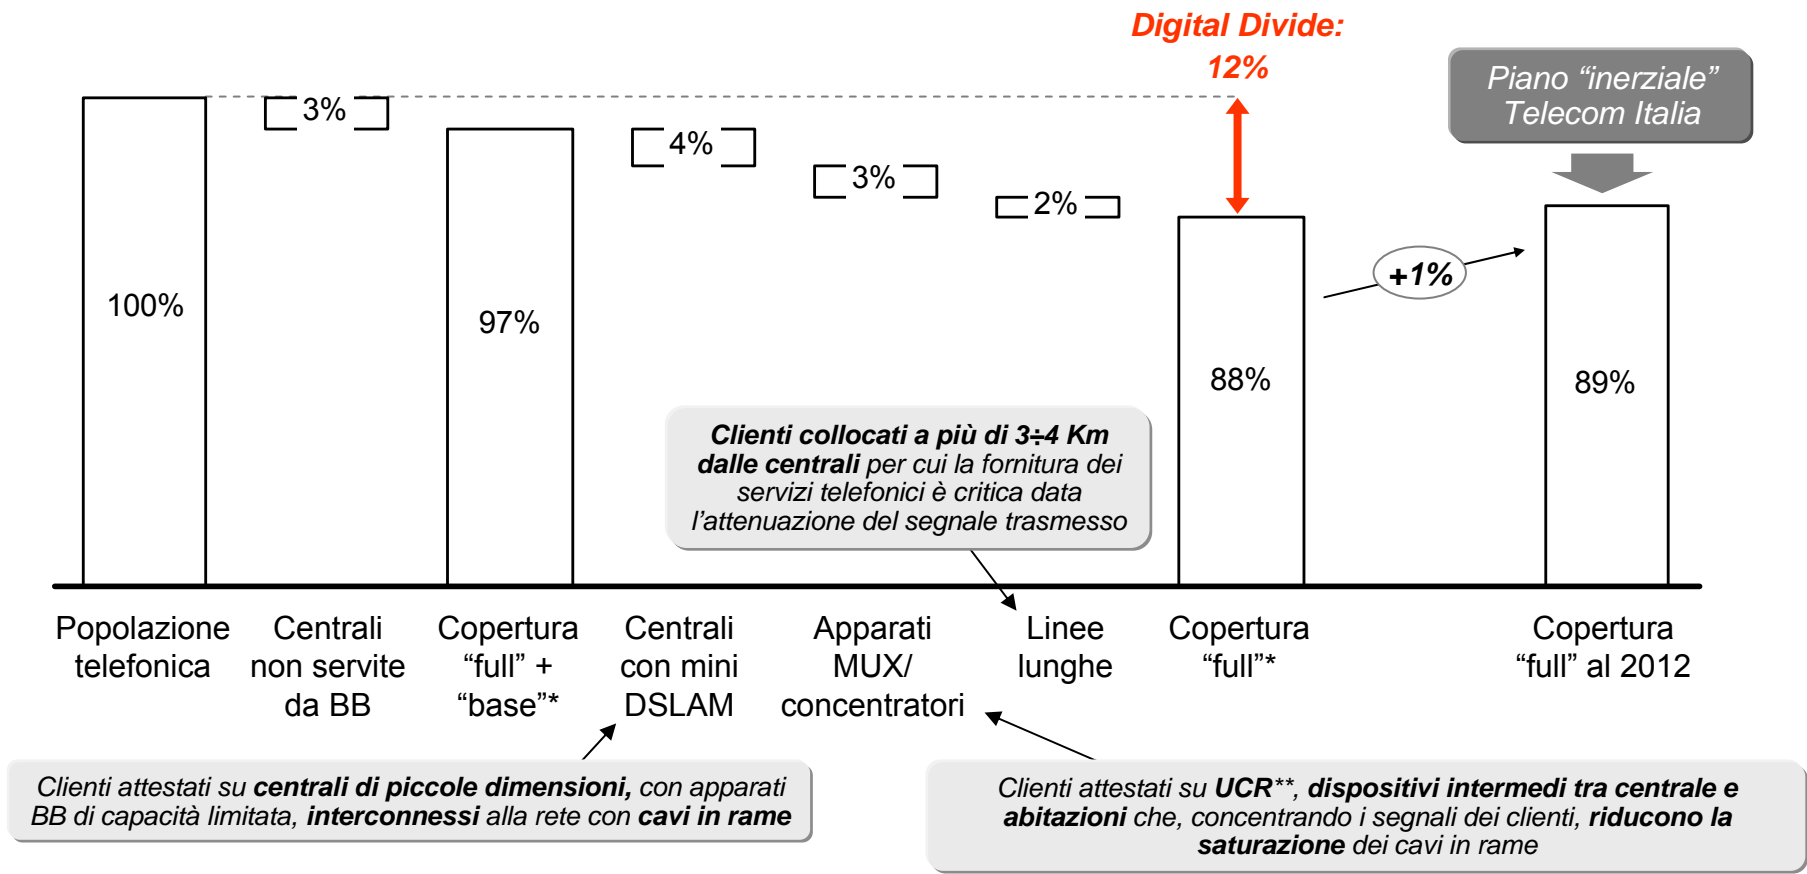 Digital Divide:
12%
Piano “inerziale”
Telecom Italia
3%
4%
3%
2%
100%
97%
+1%
88%
89%
Clienti collocati a più di 3÷4 Km
dalle centrali per cui la fornitura dei
servizi telefonici è critica data
l’attenuazione del segnale trasmesso
Popolazione
telefonica
Centrali
non servite
da BB
Copertura
“full” +
“base”*
Centrali
con mini
DSLAM
Apparati
MUX/
concentratori
Linee
lunghe
Copertura
“full”*
Copertura
“full” al 2012
Clienti attestati su centrali di piccole dimensioni, con apparati
BB di capacità limitata, interconnessi alla rete con cavi in rame
Clienti attestati su UCR**, dispositivi intermedi tra centrale e
abitazioni che, concentrando i segnali dei clienti, riducono la
saturazione dei cavi in rame